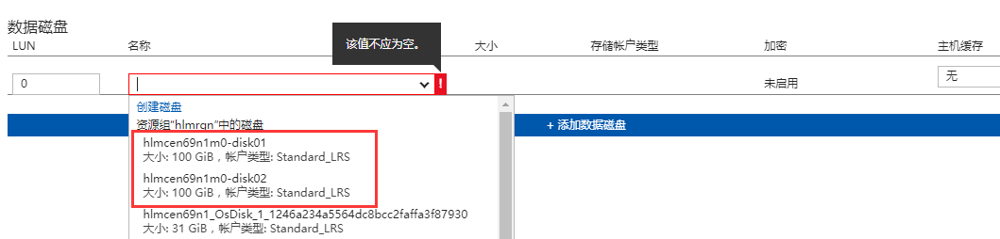 数据磁盘
LUN 名称 大小 存储帐户类型 加密 主机缓存
该值不应为空。
0 ! 未启用 无
创建磁盘
资源组“hlmrgn”中的磁盘
+ 添加数据磁盘
hlmcen69n1m0-disk01
大小: 100 GiB，帐户类型: Standard_LRS
hlmcen69n1m0-disk02
大小: 100 GiB，帐户类型: Standard_LRS
hlmcen69n1_OsDisk_1_1246a234a5564dc8bcc2faffa3f87930
大小: 31 GiB，帐户类型: Standard_LRS